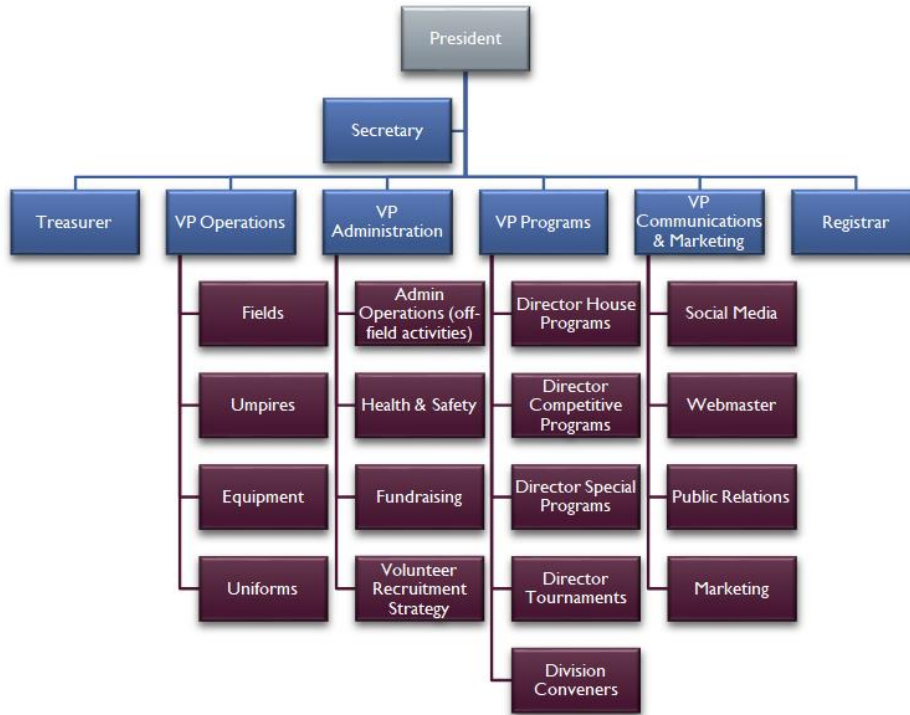 President
Secretary
Treasurer
VP Operations
VP
Administration
VP Programs
VP
Communications
& Marketing
Registrar
Fields
Umpires
Equipment
Uniforms
Admin
Operations (off-
field activities)
Health & Safety
Fundraising
Volunteer
Recruitment
Strategy
Director House
Programs
Director
Competitive
Programs
Director Special
Programs
Director
Tournaments
Division
Conveners
Social Media
Webmaster
Public Relations
Marketing